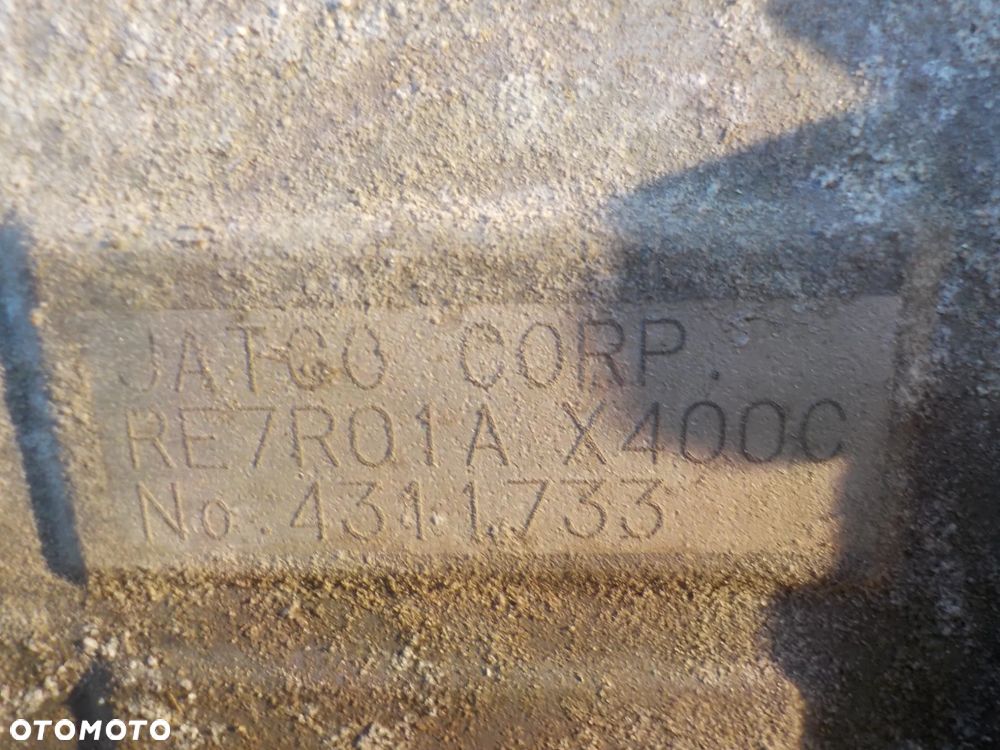 JATCO CORP.
RE7R01A X400C
No.4311733
OTOMOTO